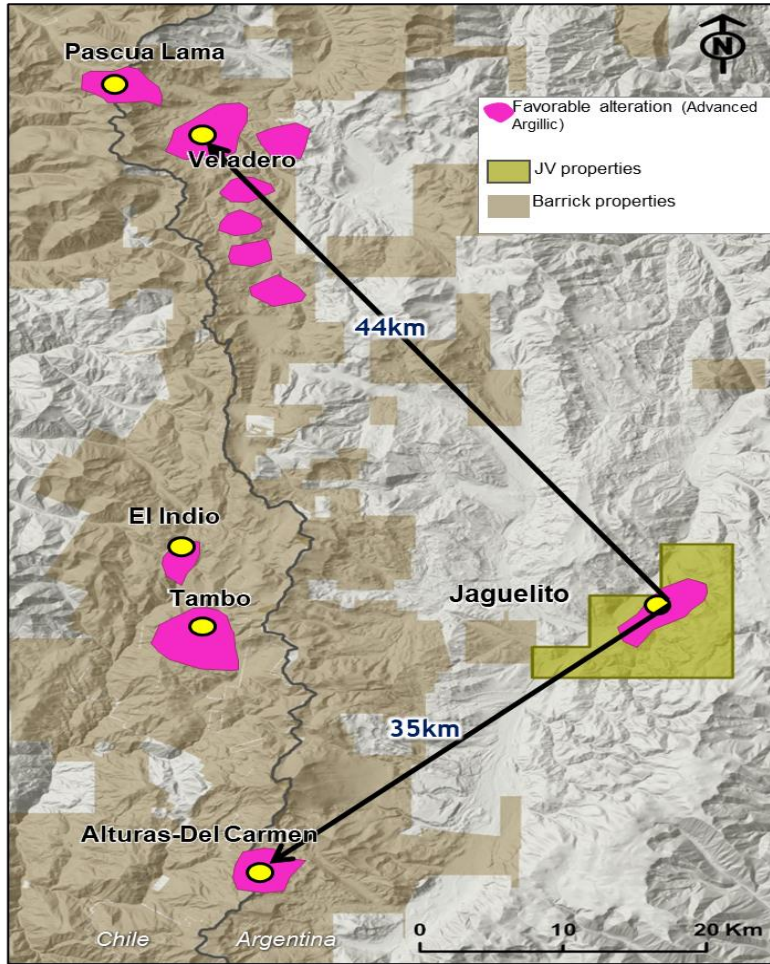 Pascua Lama
N
Favorable alteration (Advanced
Argillic)
Veladero
JV properties
Barrick properties
44km
El Indio
Jaguelito
Tambo
35km
Alturas-Del Carmen
Chile
Argentina
0
10
20 Km